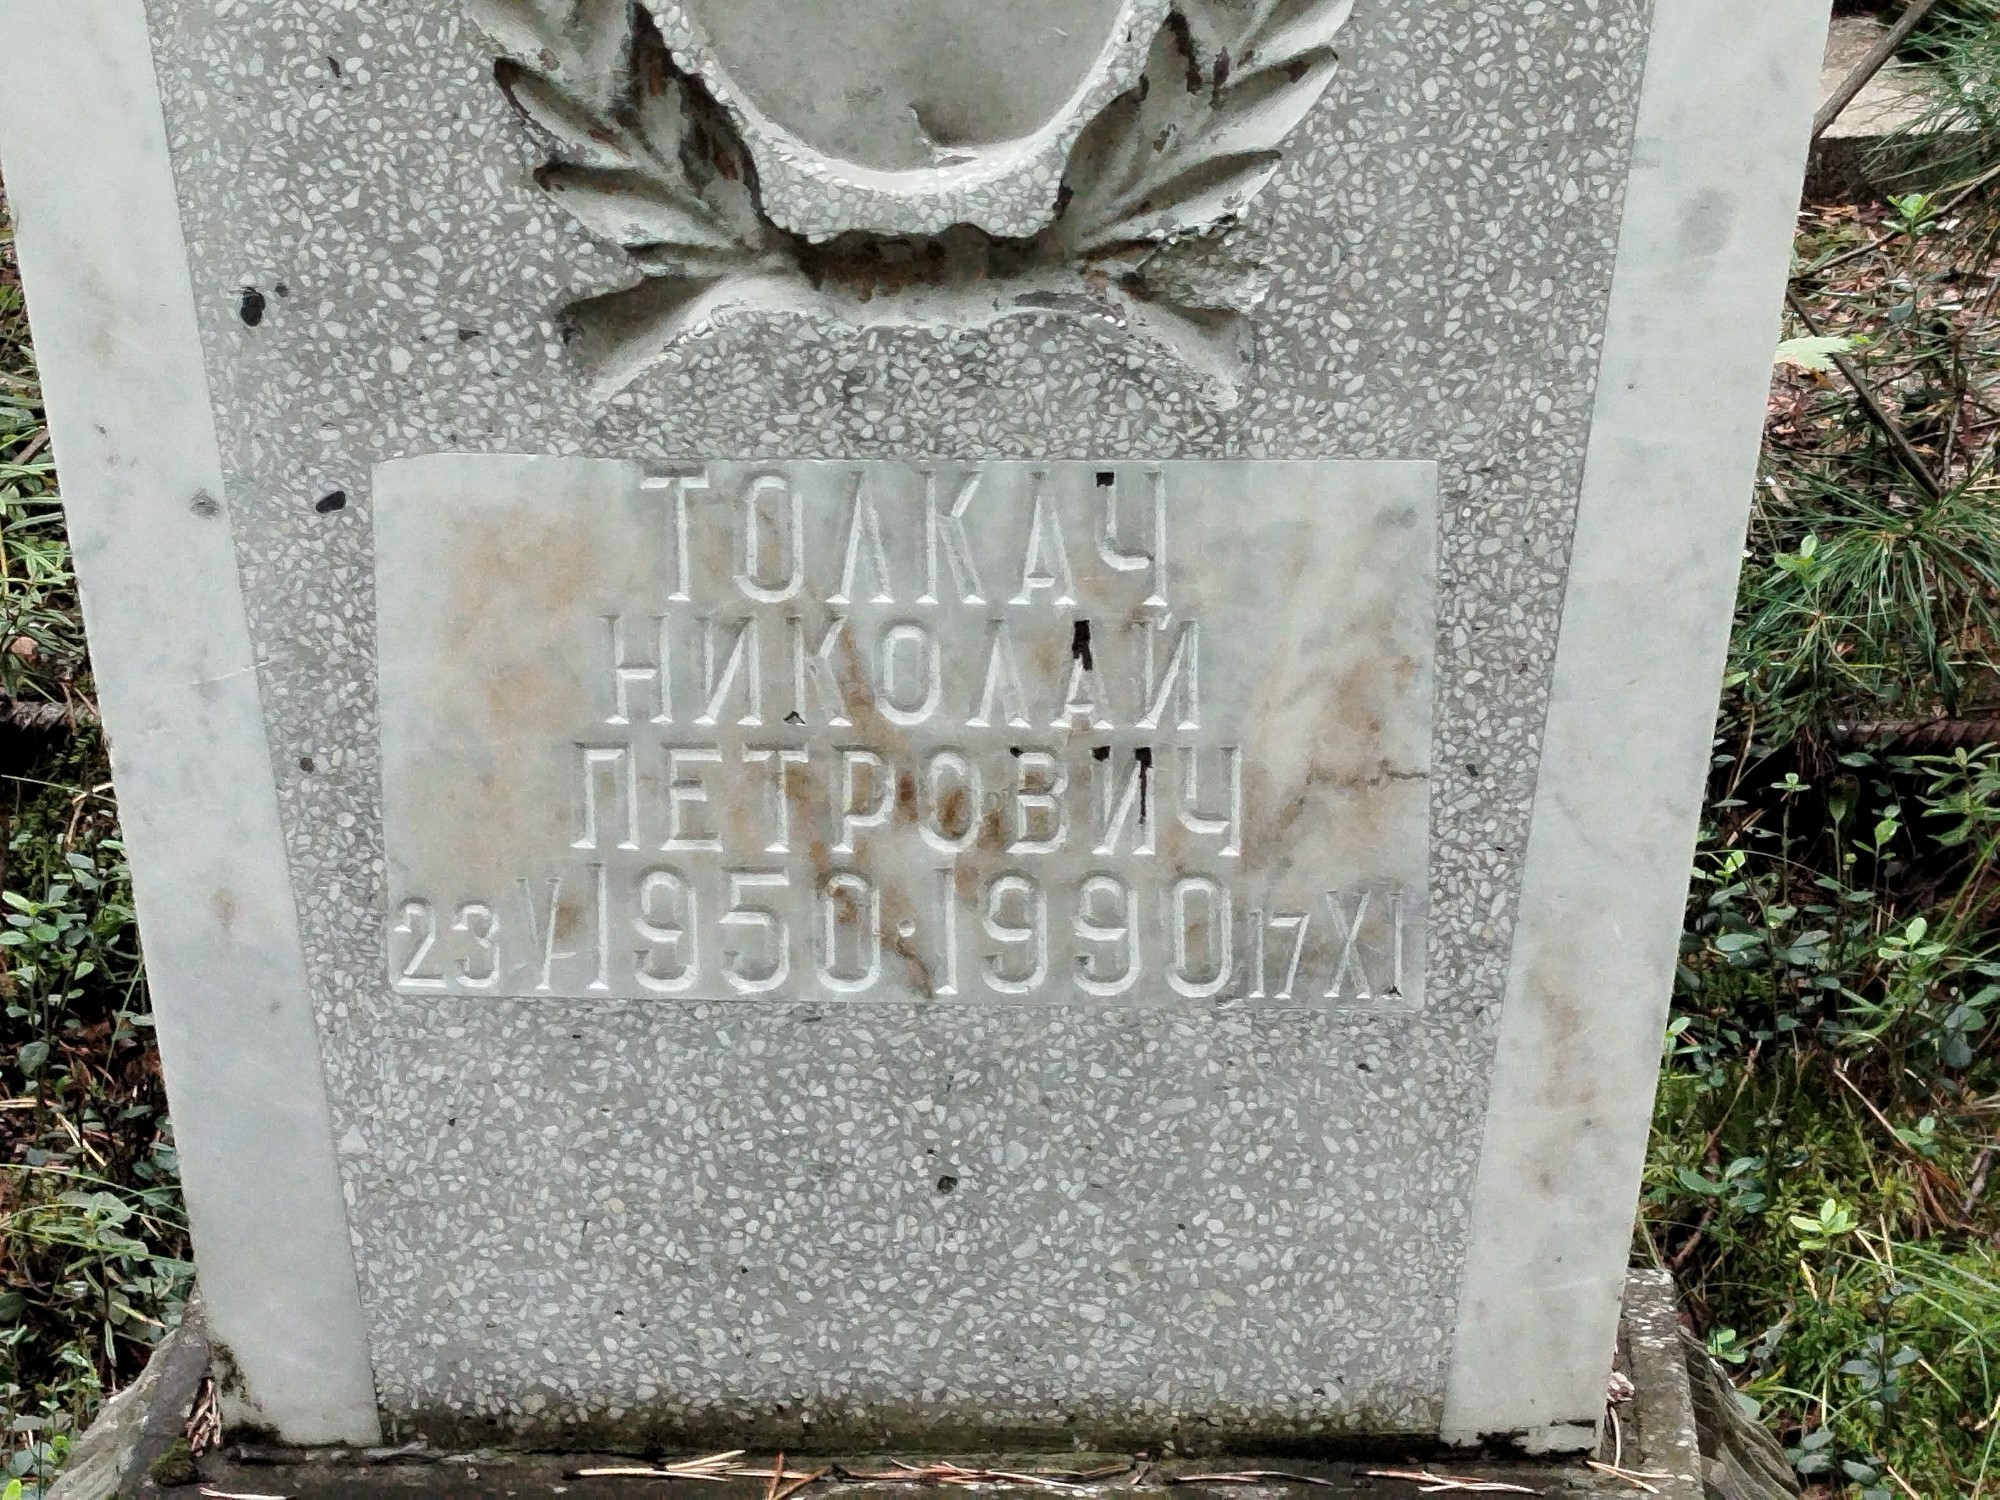 ТОЛКАЧ
НИКОЛАЙ
ПЕТРОВИЧ
23 V 1950·1990 17 XI